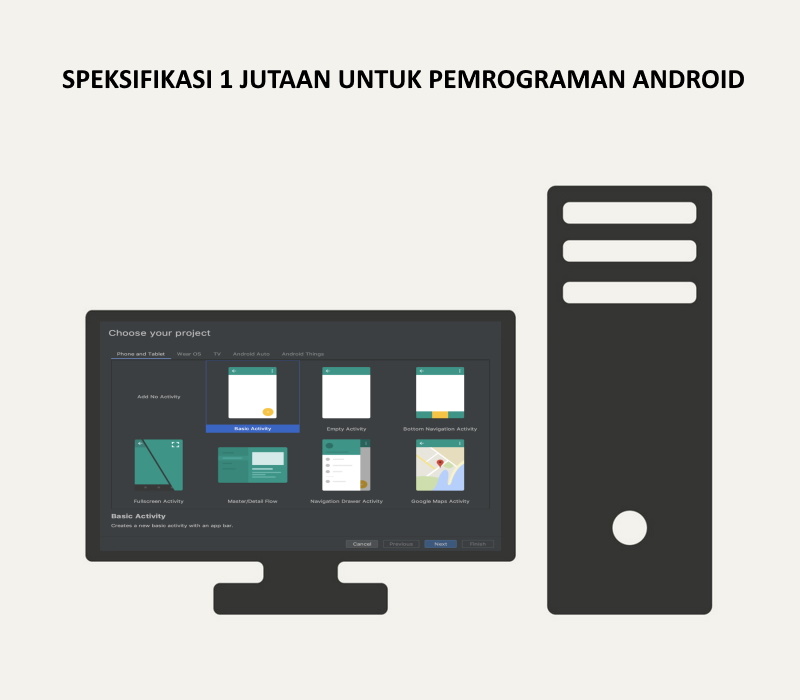 SPEKSIFIKASI 1 JUTAAN UNTUK PEMROGRAMAN ANDROID
Choose your project
Phone and Tablet Wear OS TV Android Auto Android Things
Add No Activity
Basic Activity Empty Activity Bottom Navigation Activity
Fullscreen Activity Master/Detail Flow Navigation Drawer Activity Google Maps Activity
Basic Activity
Creates a new basic activity with an app bar.
Cancel Previous Next Finish